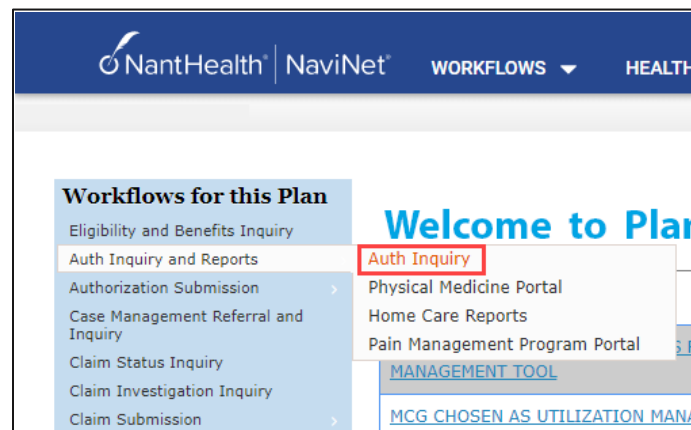 NantHealth® | NaviNet® WORKFLOWS HEALTH
Workflows for this Plan
Eligibility and Benefits Inquiry
Auth Inquiry and Reports
Authorization Submission
Case Management Referral and
Inquiry
Claim Status Inquiry
Claim Investigation Inquiry
Claim Submission
Welcome to Plan
Auth Inquiry
Physical Medicine Portal
Home Care Reports
Pain Management Program Portal
MANAGEMENT TOOL
MCG CHOSEN AS UTILIZATION MANA